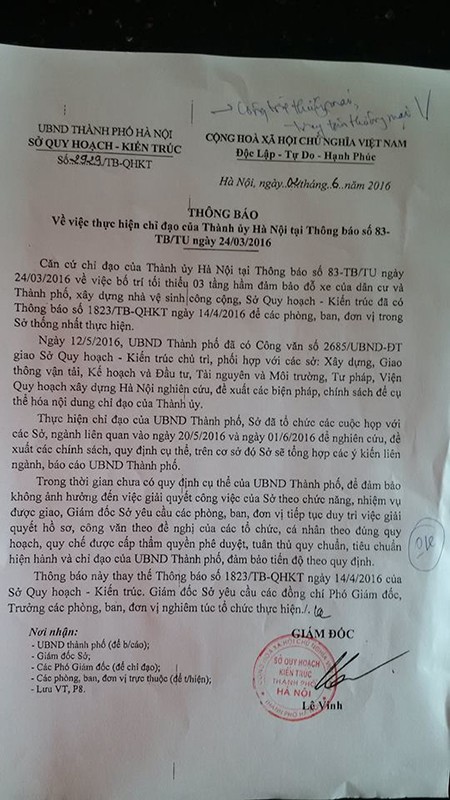 UBND THÀNH PHỐ HÀ NỘI
SỞ QUY HOẠCH - KIẾN TRÚC
Số:2923/TB-QHKT
CỘNG HOÀ XÃ HỘI CHỦ NGHĨA VIỆT NAM
Độc Lập - Tự Do - Hạnh Phúc
Hà Nội, ngày..02tháng..6..năm 2016
THÔNG BÁO
Về việc thực hiện chỉ đạo của Thành ủy Hà Nội tại Thông báo số 83-
TB/TU ngày 24/03/2016
Căn cứ chỉ đạo của Thành ủy Hà Nội tại Thông báo số 83-TB/TU ngày
24/03/2016 về việc bố trí tối thiểu 03 tầng hầm đảm bảo đỗ xe của dân cư và
Thành phố, xây dựng nhà vệ sinh công cộng, Sở Quy hoạch - Kiến trúc đã có
Thông báo số 1823/TB-QHKT ngày 14/4/2016 để các phòng, ban, đơn vị trong
Sở thống nhất thực hiện.
Ngày 12/5/2016, UBND Thành phố đã có Công văn số 2685/UBND-ĐT
giao Sở Quy hoạch - Kiến trúc chủ trì, phối hợp với các sở: Xây dựng, Giao
thông vận tải, Kế hoạch và Đầu tư, Tài nguyên và Môi trường, Tư pháp, Viện
Quy hoạch xây dựng Hà Nội nghiên cứu, đề xuất các biện pháp, chính sách để cụ
thể hóa nội dung chỉ đạo của Thành ủy.
Thực hiện chỉ đạo của UBND Thành phố, Sở đã tổ chức các cuộc họp với
các Sở, ngành liên quan vào ngày 20/5/2016 và ngày 01/6/2016 để nghiên cứu, đề
xuất các chính sách, quy định cụ thể, trên cơ sở đó Sở sẽ tổng hợp các ý kiến liên
ngành, báo cáo UBND Thành phố.
Trong thời gian chưa có quy định cụ thể của UBND Thành phố, để đảm bảo
không ảnh hưởng đến việc giải quyết công việc của Sở theo chức năng, nhiệm vụ
được giao, Giám đốc Sở yêu cầu các phòng, ban, đơn vị tiếp tục duy trì việc giải
quyết hồ sơ, công văn theo đề nghị của các tổ chức, cá nhân theo đúng quy
hoạch, quy chế được cấp thẩm quyền phê duyệt, tuân thủ quy chuẩn, tiêu chuẩn
hiện hành và chỉ đạo của UBND Thành phố, đảm bảo tiến độ theo quy định.
Thông báo này thay thế Thông báo số 1823/TB-QHKT ngày 14/4/2016 của
Sở Quy hoạch - Kiến trúc. Giám đốc Sở yêu cầu các đồng chí Phó Giám đốc,
Trưởng các phòng, ban, đơn vị nghiêm túc tổ chức thực hiện./.
Nơi nhận:
- UBND thành phố (để b/cáo);
- Giám đốc Sở;
- Các Phó Giám đốc (để chỉ đạo);
- Các phòng, ban, đơn vị trực thuộc (để t/hiện);
- Lưu VT, P8.
GIÁM ĐỐC
SỞ QUY HOẠCH
KIẾN TRÚC
THÀNH PHỐ
HÀ NỘI
Lê Vinh